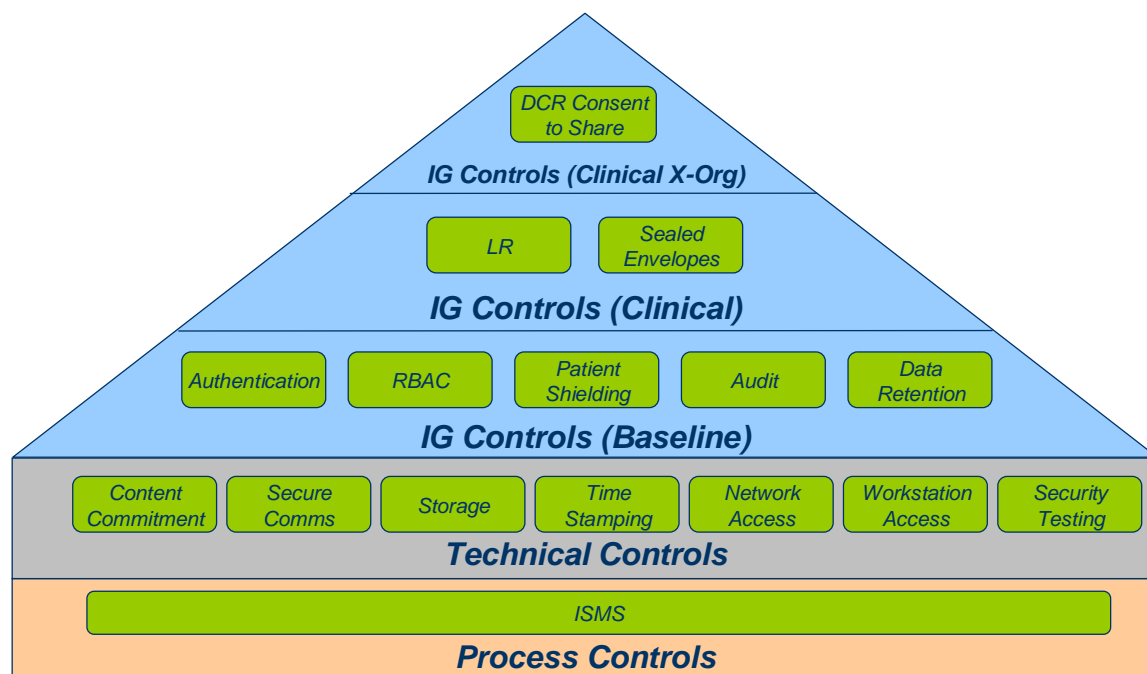 DCR Consent
to Share
IG Controls (Clinical X-Org)
LR
Sealed
Envelopes
IG Controls (Clinical)
Authentication
RBAC
Patient
Shielding
Audit
Data
Retention
IG Controls (Baseline)
Content
Commitment
Secure
Comms
Storage
Time
Stamping
Network
Access
Workstation
Access
Security
Testing
Technical Controls
ISMS
Process Controls